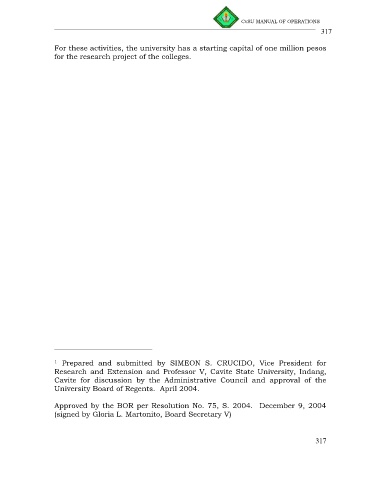 CvSU MANUAL OF OPERATIONS
317
For these activities, the university has a starting capital of one million pesos
for the research project of the colleges.
1 Prepared and submitted by SIMEON S. CRUCIDO, Vice President for
Research and Extension and Professor V, Cavite State University, Indang,
Cavite for discussion by the Administrative Council and approval of the
University Board of Regents. April 2004.
Approved by the BOR per Resolution No. 75, S. 2004. December 9, 2004
(signed by Gloria L. Martonito, Board Secretary V)
317